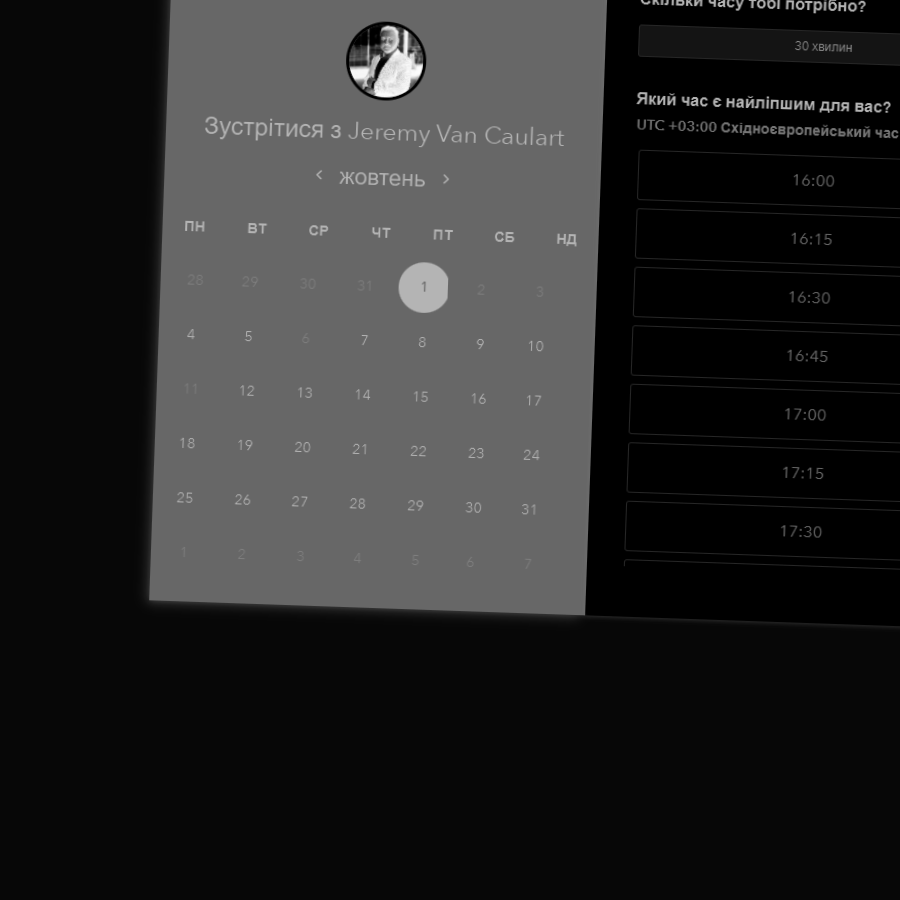 Зустрітися з Jeremy Van Caulart
< жовтень >
ПН ВТ СР ЧТ ПТ СБ НД
28 29 30 31 1 2 3
4 5 6 7 8 9 10
11 12 13 14 15 16 17
18 19 20 21 22 23 24
25 26 27 28 29 30 31
1 2 3 4 5 6 7
Скільки часу тобі потрібно?
30 хвилин
Який час є найліпшим для вас?
UTC +03:00 Східноєвропейський час
16:00
16:15
16:30
16:45
17:00
17:15
17:30